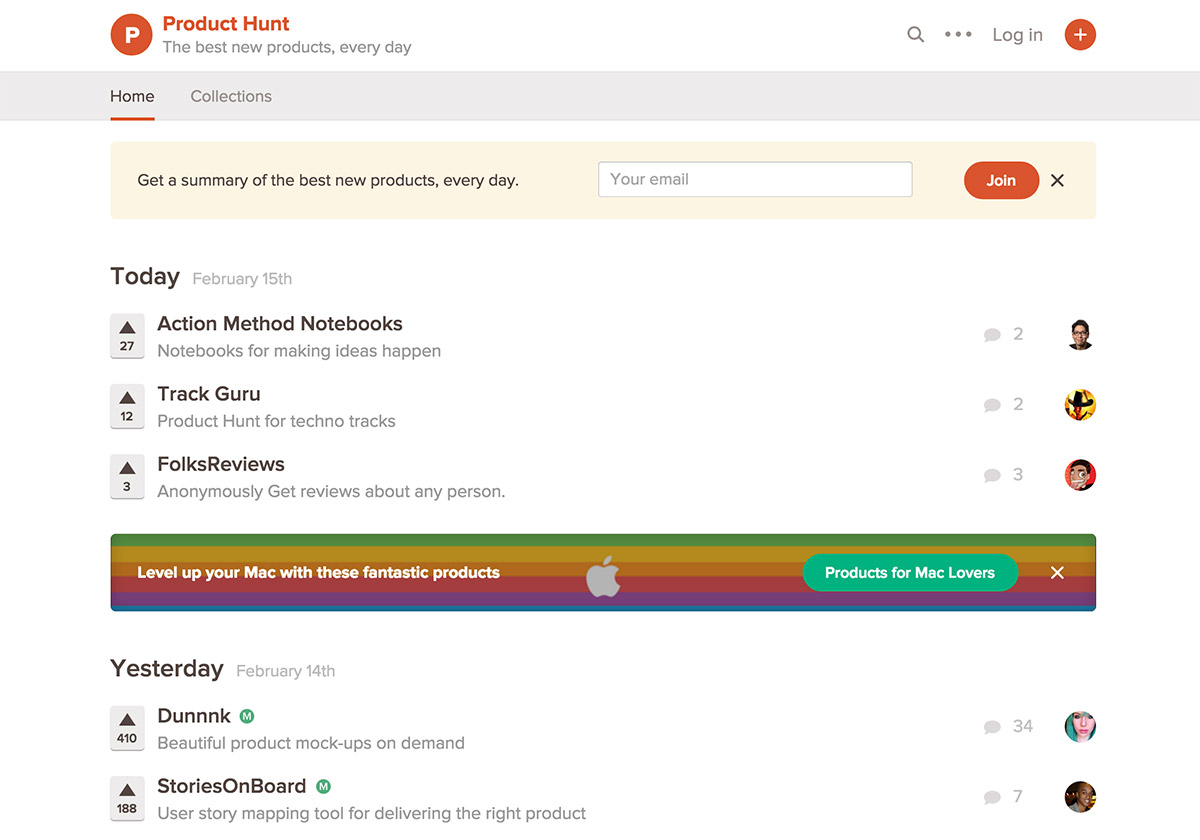 P
Product Hunt
The best new products, every day
Log in
+
Home
Collections
Get a summary of the best new products, every day.
Your email
Join
Today February 15th
27
Action Method Notebooks
Notebooks for making ideas happen
2
12
Track Guru
Product Hunt for techno tracks
2
3
FolksReviews
Anonymously Get reviews about any person.
3
Level up your Mac with these fantastic products
Products for Mac Lovers
Yesterday February 14th
410
Dunnnk M
Beautiful product mock-ups on demand
34
188
StoriesOnBoard M
User story mapping tool for delivering the right product
7